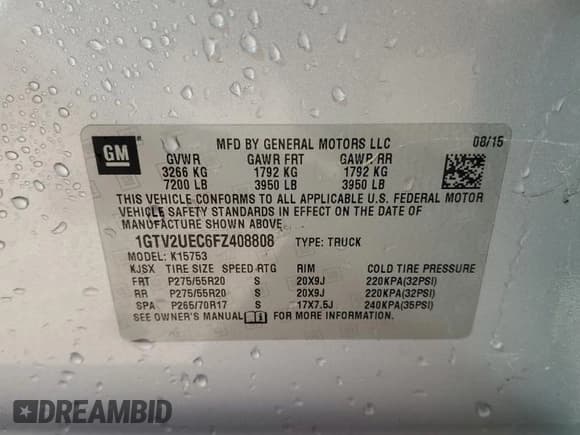 GM
MFD BY GENERAL MOTORS LLC 08/15
GVWR GAWR FRT GAWR RR
3266 KG 1792 KG 1792 KG
7200 LB 3950 LB 3950 LB
THIS VEHICLE CONFORMS TO ALL APPLICABLE U.S. FEDERAL MOTOR
VEHICLE SAFETY STANDARDS IN EFFECT ON THE DATE OF
MANUFACTURE SHOWN ABOVE.
1GTV2UEC6FZ408808 TYPE: TRUCK
MODEL: K15753
KJSX TIRE SIZE SPEED RTG RIM COLD TIRE PRESSURE
FRT P275/55R20 S 20X9J 220KPA(32PSI)
RR P275/55R20 S 20X9J 220KPA(32PSI)
SPA P265/70R17 S 17X7.5J 240KPA(35PSI)
SEE OWNER'S MANUAL FOR MORE INFORMATION.
DREAMBID